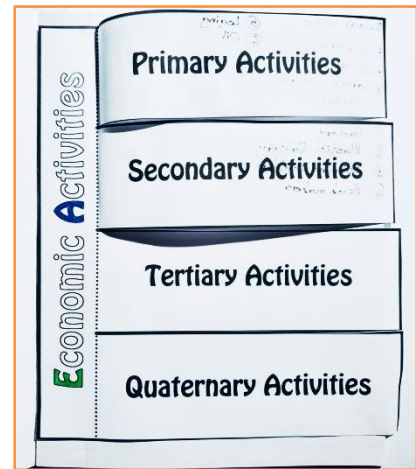 Economic Activities
Primary Activities
Secondary Activities
Tertiary Activities
Quaternary Activities